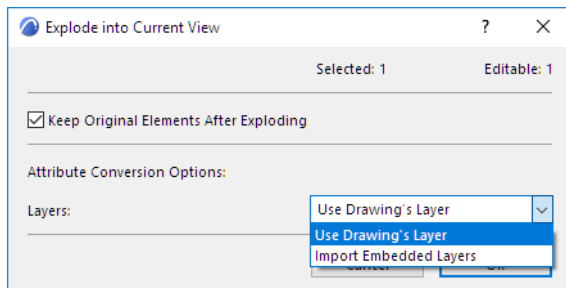 Explode into Current View ?
Selected: 1 Editable: 1
Keep Original Elements After Exploding
Attribute Conversion Options:
Layers: Use Drawing's Layer
Use Drawing's Layer
Import Embedded Layers